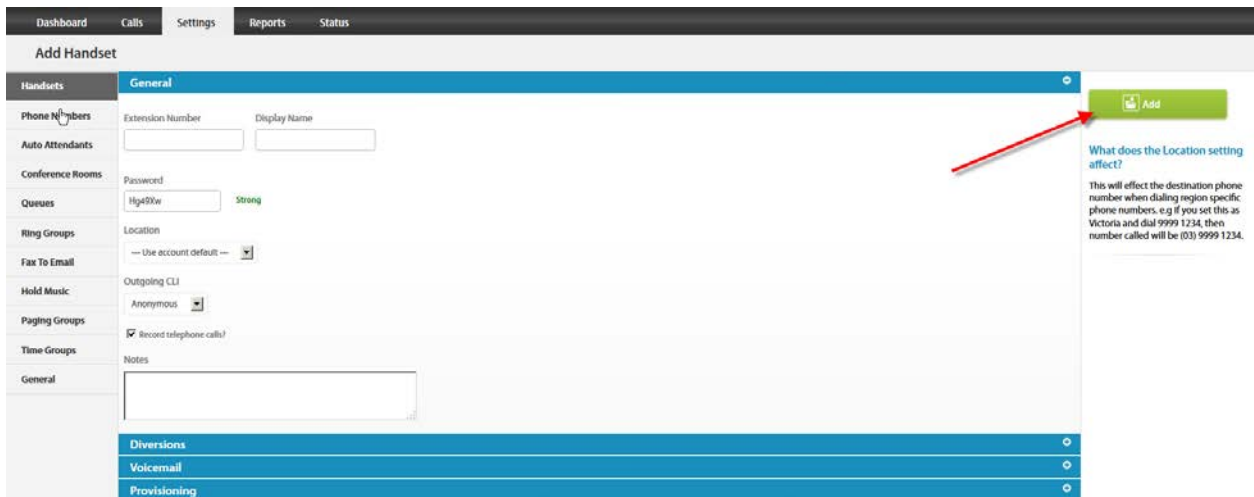 Dashboard Calls Settings Reports Status
Add Handset
Handsets
Phone Numbers
Auto Attendants
Conference Rooms
Queues
Ring Groups
Fax To Email
Hold Music
Paging Groups
Time Groups
General
General
Extension Number Display Name
Password
Hg49Xw Strong
Location
--- Use account default ---
Outgoing CLI
Anonymous
Record telephone calls?
Notes
Diversions
Voicemail
Provisioning
Add
What does the Location setting
affect?
This will effect the destination phone
number when dialing region specific
phone numbers. e.g if you set this as
Victoria and dial 9999 1234, then
number called will be (03) 9999 1234.